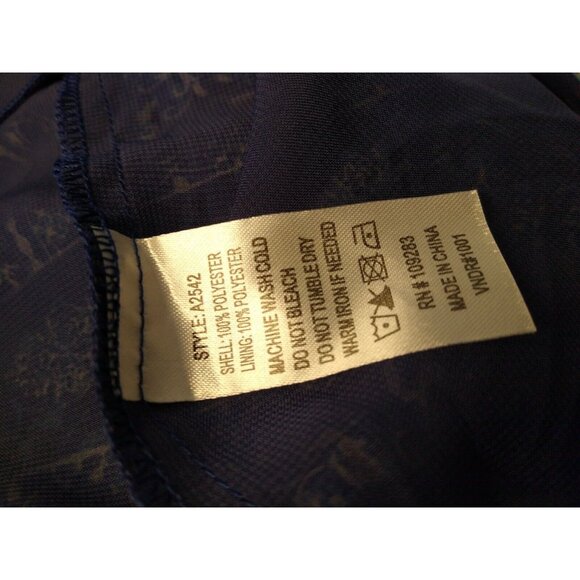 STYLE: A2542
SHELL: 100% POLYESTER
LINING: 100% POLYESTER
MACHINE WASH COLD
DO NOT BLEACH
DO NOT TUMBLE DRY
WARM IRON IF NEEDED
RN # 109283
MADE IN CHINA
VNDR#1001